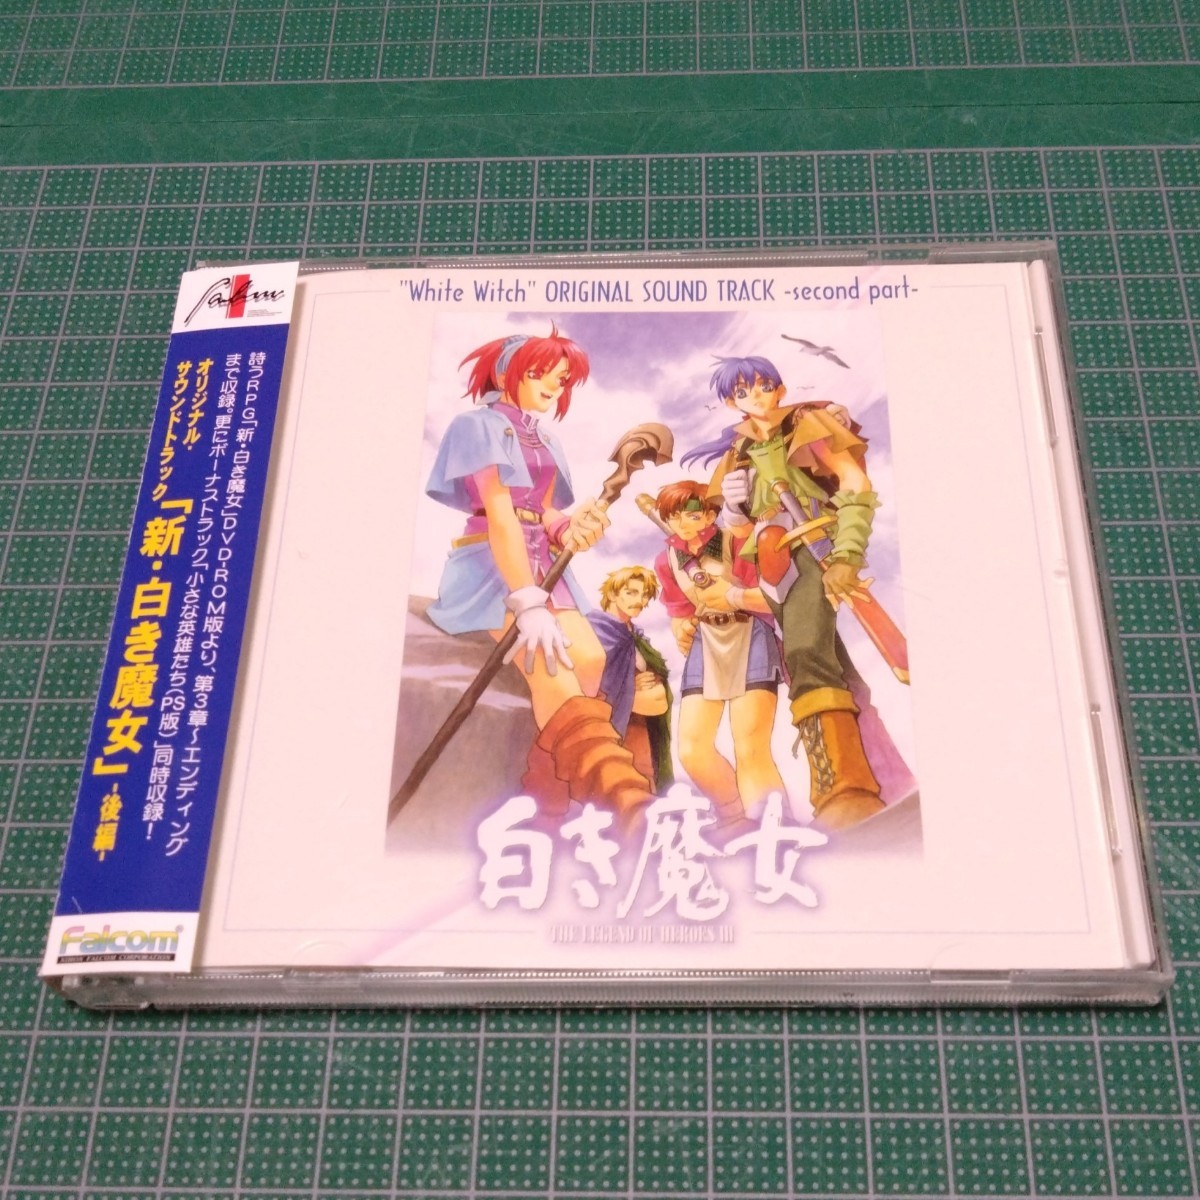 "White Witch" ORIGINAL SOUND TRACK -second part-
詩うRPG「新・白き魔女」DVD-ROM版より、第3章〜エンディング
まで収録。更にボーナストラック「小さな英雄たち(PS版)」同時収録!
オリジナル・
サウンドトラック「新・白き魔女」-後編-
Falcom
NIHON FALCOM CORPORATION
白き魔女
THE LEGEND OF HEROES III